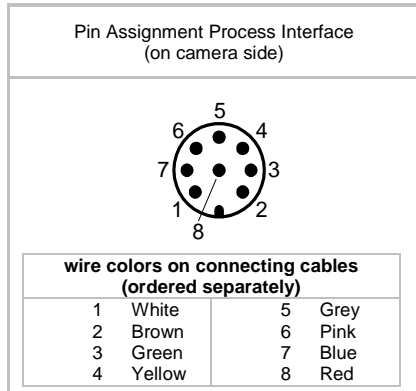 Pin Assignment Process Interface
(on camera side)
5
6 4
7 3
1 2
8
wire colors on connecting cables
(ordered separately)
1 White 5 Grey
2 Brown 6 Pink
3 Green 7 Blue
4 Yellow 8 Red